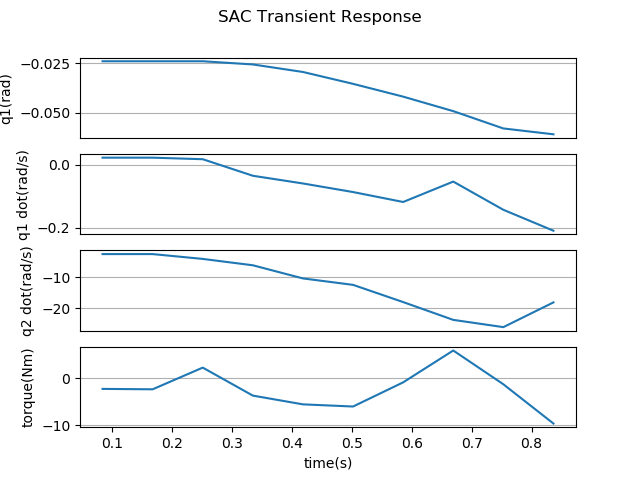 SAC Transient Response
−0.025
−0.050
q1(rad)
0.0
−0.2
q1 dot(rad/s)
−10
−20
q2 dot(rad/s)
0
−10
torque(Nm)
0.1 0.2 0.3 0.4 0.5 0.6 0.7 0.8
time(s)